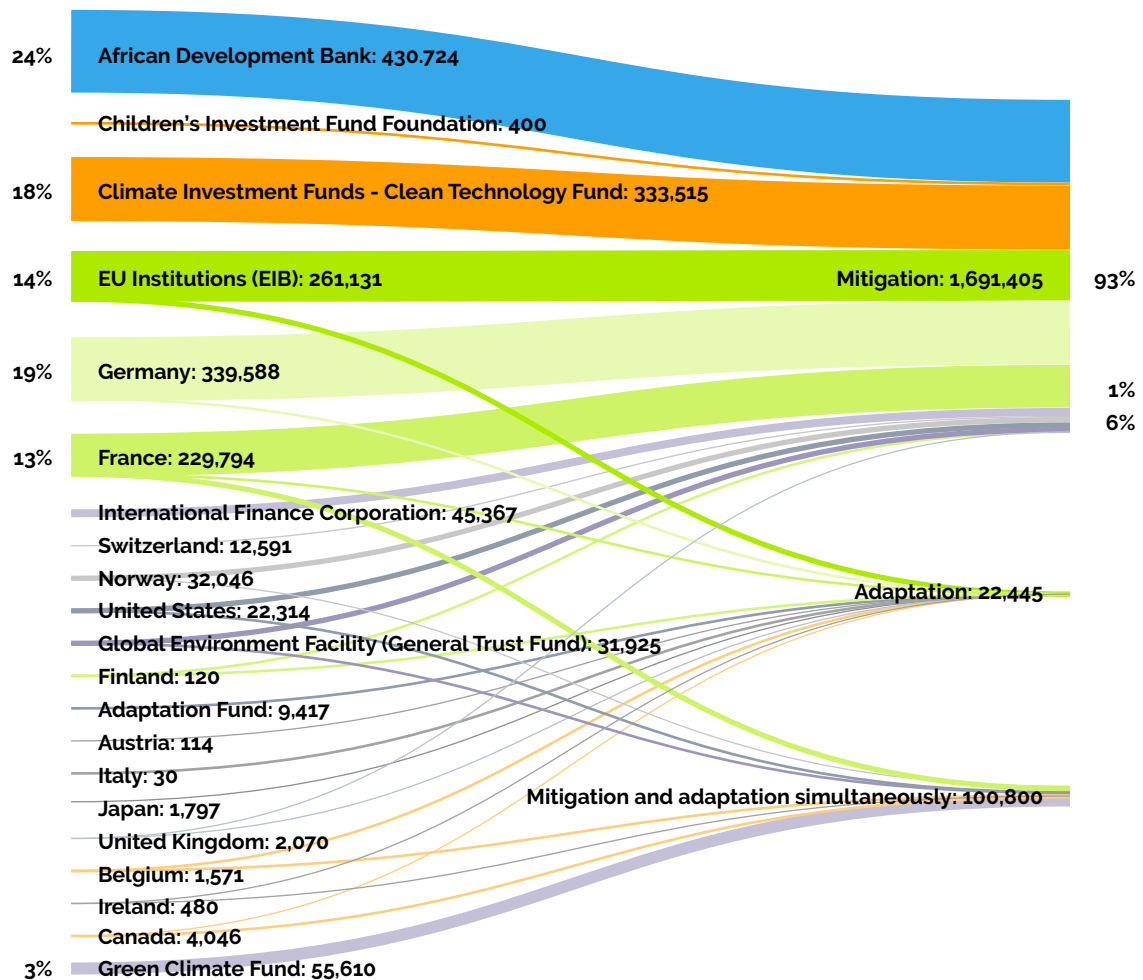 24% African Development Bank: 430.724
Children’s Investment Fund Foundation: 400
18% Climate Investment Funds - Clean Technology Fund: 333,515
14% EU Institutions (EIB): 261,131 Mitigation: 1,691,405 93%
19% Germany: 339,588
1%
6%
13% France: 229,794
International Finance Corporation: 45,367
Switzerland: 12,591
Norway: 32,046
Adaptation: 22,445
United States: 22,314
Global Environment Facility (General Trust Fund): 31,925
Finland: 120
Adaptation Fund: 9,417
Austria: 114
Italy: 30
Mitigation and adaptation simultaneously: 100,800
Japan: 1,797
United Kingdom: 2,070
Belgium: 1,571
Ireland: 480
Canada: 4,046
3% Green Climate Fund: 55,610